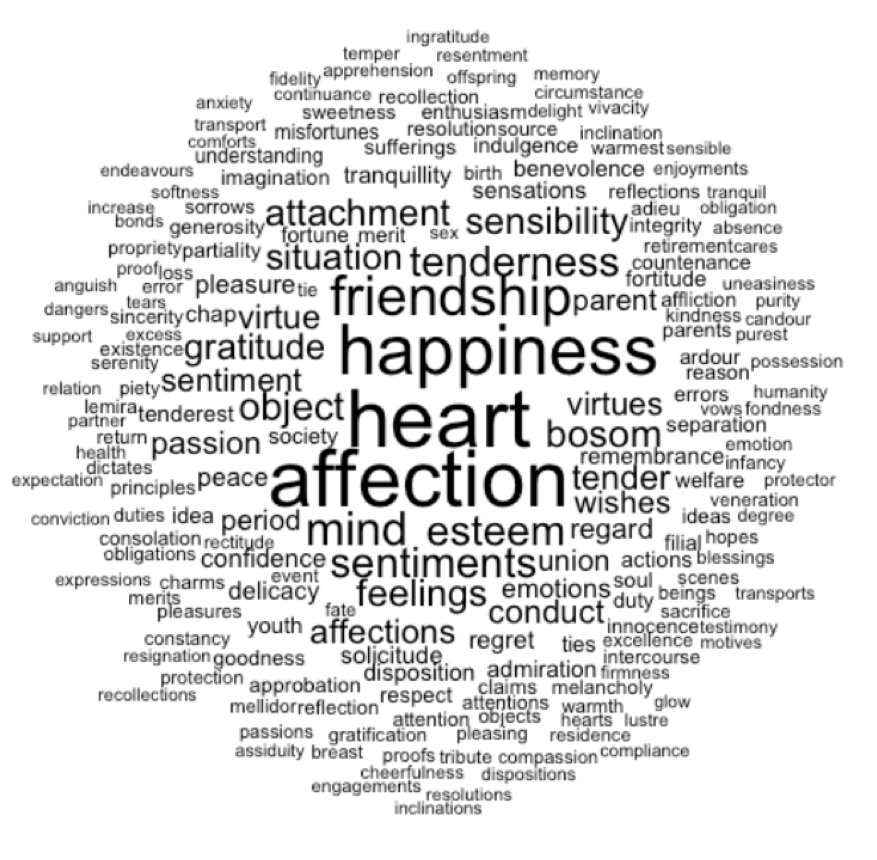 ingratitude
temper resentment
fidelity apprehension offspring memory
anxiety continuance recollection circumstance
sweetness enthusiasm delight vivacity
transport misfortunes resolution source inclination
comforts understanding sufferings indulgence warmest sensible
endeavours imagination tranquillity birth benevolence enjoyments
softness sensations reflections tranquil
increase sorrows attachment sensibility adieu obligation
bonds generosity fortune merit sex integrity absence
propriety partiality situation tenderness retirement cares
proof loss countenance
anguish error pleasure tie friendship parent fortitude uneasiness
dangers tears affliction purity
sincerity chap virtue kindness candour
support excess happiness parents purest
existence gratitude ardour possession
serenity reason
relation piety sentiment errors humanity
lemira tenderest object heart virtues vows fondness
partner separation
return passion society bosom emotion
health remembrance infancy
dictates affection
expectation principles peace tender welfare protector
wishes veneration
conviction duties idea period mind esteem regard ideas degree
consolation rectitude filial hopes
obligations confidence sentiments union actions blessings
expressions charms event soul scenes
merits delicacy feelings emotions duty beings transports
pleasures fate conduct sacrifice
constancy youth affections regret innocence testimony
ties excellence motives
resignation goodness solicitude intercourse
protection disposition admiration firmness
recollections approbation respect claims melancholy
mellidor reflection attentions warmth glow
attention objects hearts lustre
passions gratification pleasing residence
assiduity breast proofs tribute compassion compliance
cheerfulness dispositions
engagements resolutions
inclinations